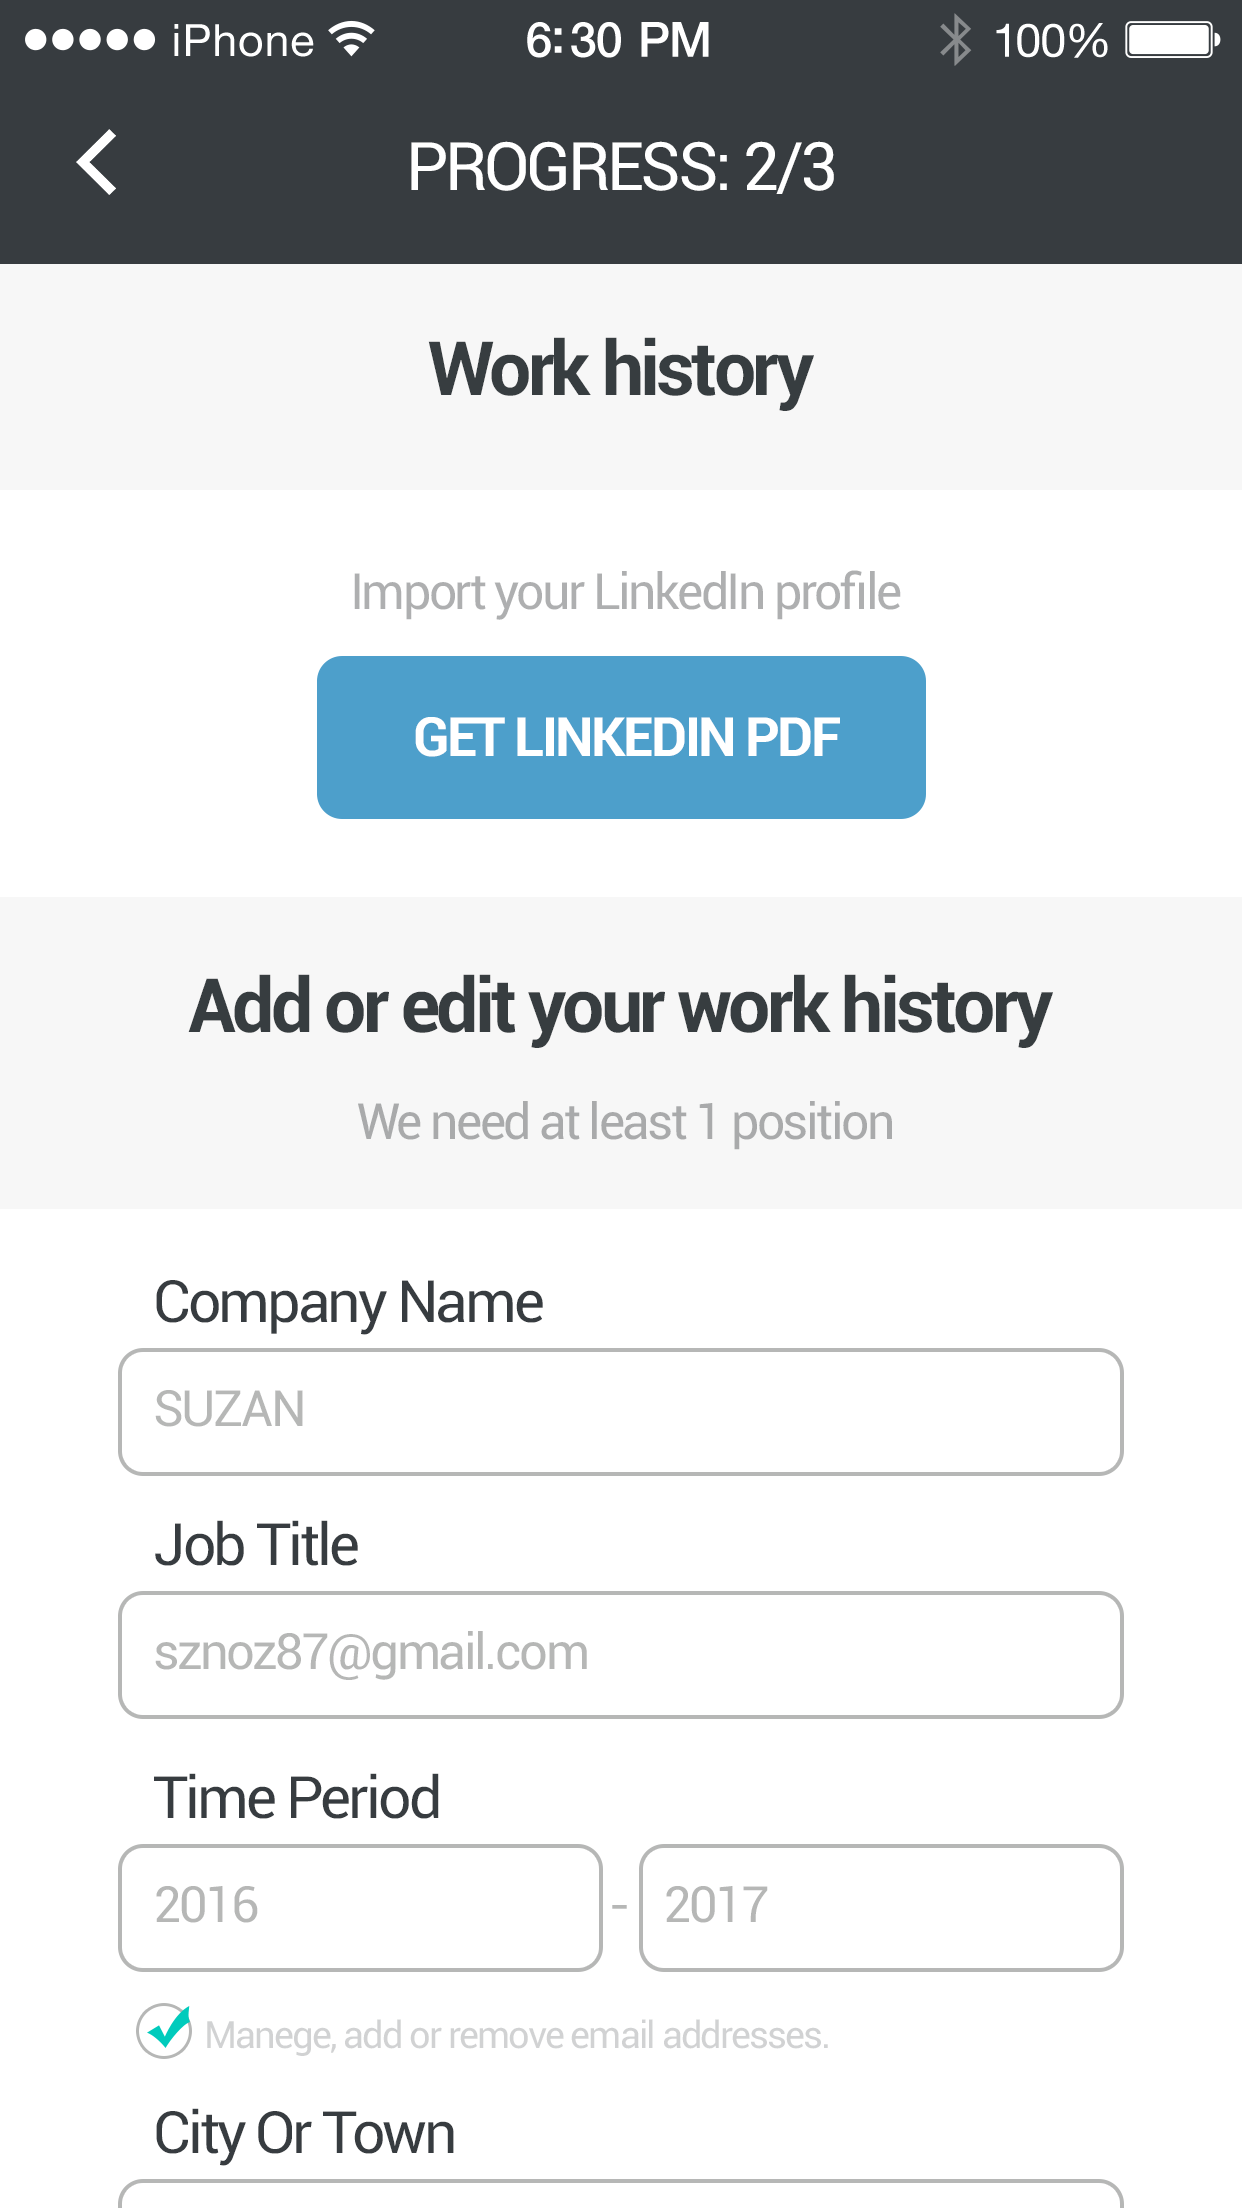 iPhone 6:30 PM 100%
PROGRESS: 2/3
Work history
Import your LinkedIn profile
GET LINKEDIN PDF
Add or edit your work history
We need at least 1 position
Company Name
SUZAN
Job Title
sznoz87@gmail.com
Time Period
2016 - 2017
Manege, add or remove email addresses.
City Or Town